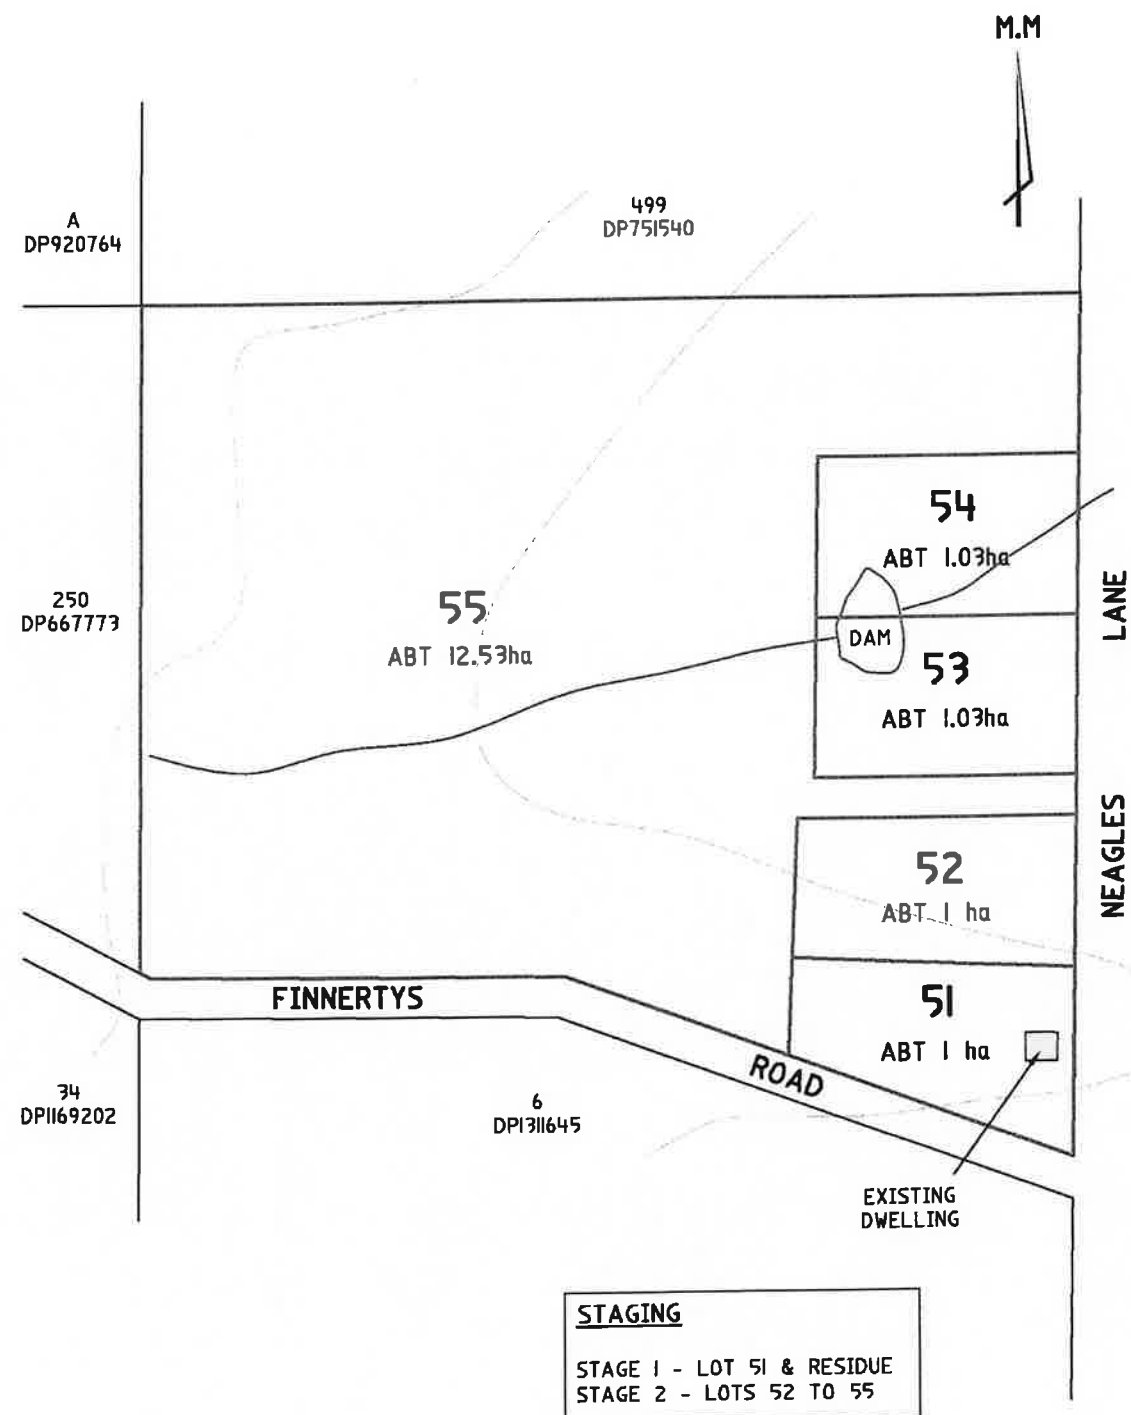 M.M
A
DP920764
499
DP751540
54
ABT 1.03ha
250
DP667773
55
ABT 12.53ha
DAM
53
ABT 1.03ha
LANE
NEAGLES
52
ABT 1 ha
51
ABT 1 ha
FINNERTYS
ROAD
34
DP1169202
6
DP1311645
EXISTING
DWELLING
STAGING
STAGE 1 - LOT 51 & RESIDUE
STAGE 2 - LOTS 52 TO 55